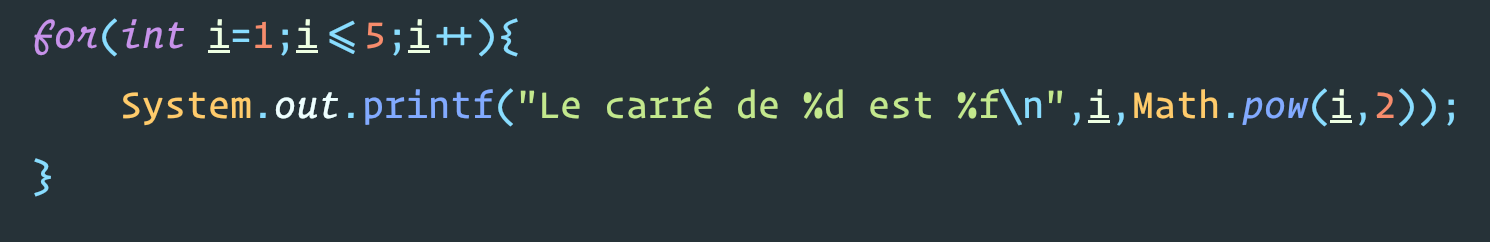 for(int i=1;i<=5;i++){
System.out.printf("Le carré de %d est %f\n",i,Math.pow(i,2));
}